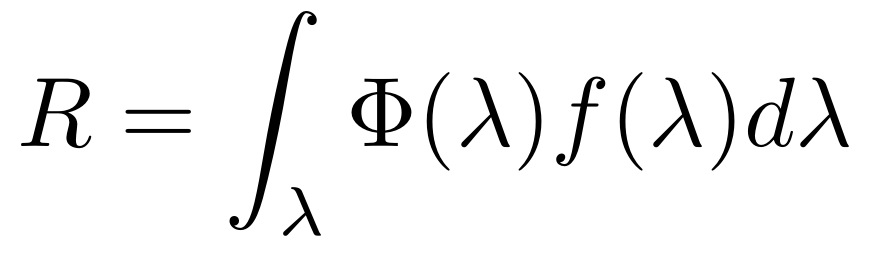 R = ∫_λ Φ(λ)f(λ)dλ